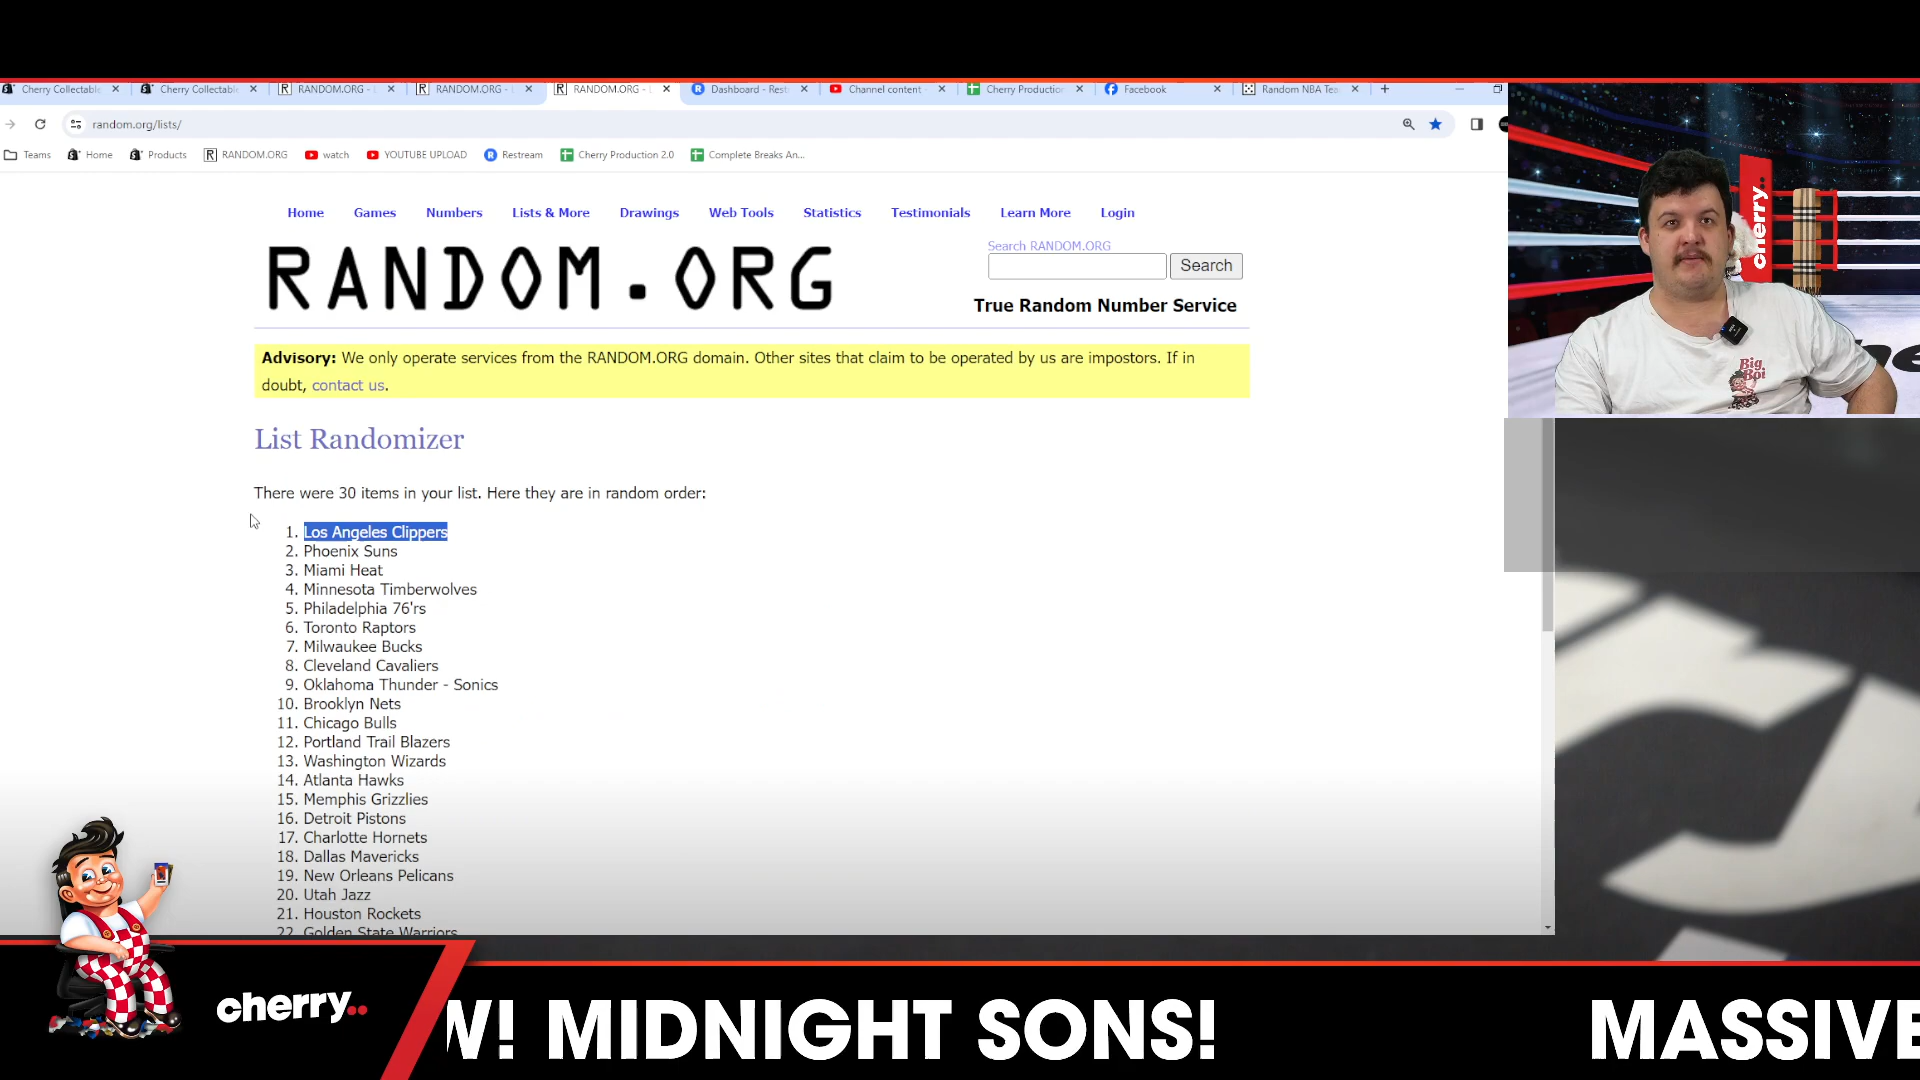 Cherry Collectable
Cherry Collectabl
RANDOM.ORG -
RANDOM.ORG -
RANDOM.ORG -
Dashboard - Rest
Channel content -
Cherry Production
Facebook
Random NBA Tea
random.org/lists/
Teams
Home
Products
RANDOM.ORG
watch
YOUTUBE UPLOAD
Restream
Cherry Production 2.0
Complete Breaks An...
Home
Games
Numbers
Lists & More
Drawings
Web Tools
Statistics
Testimonials
Learn More
Login
RANDOM.ORG
Search RANDOM.ORG
Search
True Random Number Service
Advisory: We only operate services from the RANDOM.ORG domain. Other sites that claim to be operated by us are impostors. If in
doubt, contact us.
List Randomizer
There were 30 items in your list. Here they are in random order:
1. Los Angeles Clippers
2. Phoenix Suns
3. Miami Heat
4. Minnesota Timberwolves
5. Philadelphia 76'rs
6. Toronto Raptors
7. Milwaukee Bucks
8. Cleveland Cavaliers
9. Oklahoma Thunder - Sonics
10. Brooklyn Nets
11. Chicago Bulls
12. Portland Trail Blazers
13. Washington Wizards
14. Atlanta Hawks
15. Memphis Grizzlies
16. Detroit Pistons
17. Charlotte Hornets
18. Dallas Mavericks
19. New Orleans Pelicans
20. Utah Jazz
21. Houston Rockets
22. Golden State Warriors
cherry..
Big
Boi
cherry..
W! MIDNIGHT SONS!
MASSIVE